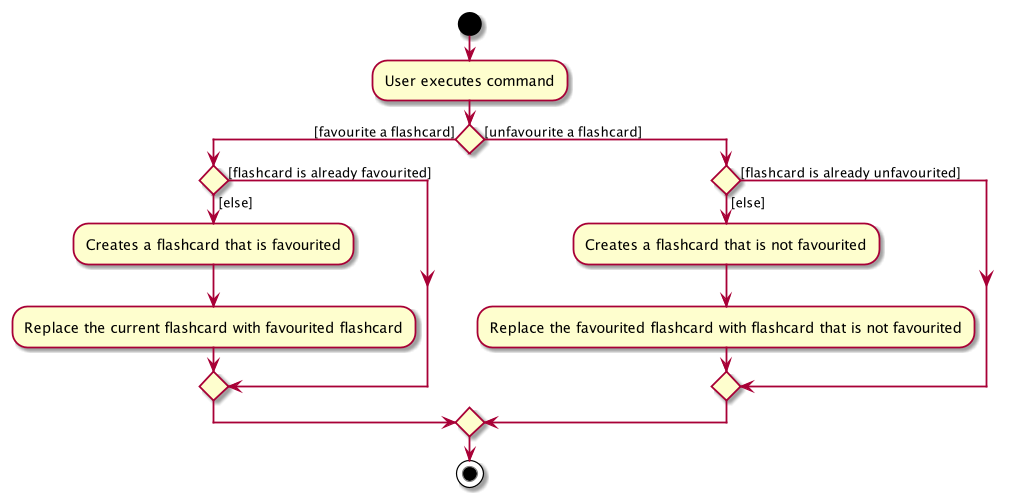 User executes command
[favourite a flashcard]
[unfavourite a flashcard]
[flashcard is already favourited]
[flashcard is already unfavourited]
[else]
[else]
Creates a flashcard that is favourited
Creates a flashcard that is not favourited
Replace the current flashcard with favourited flashcard
Replace the favourited flashcard with flashcard that is not favourited